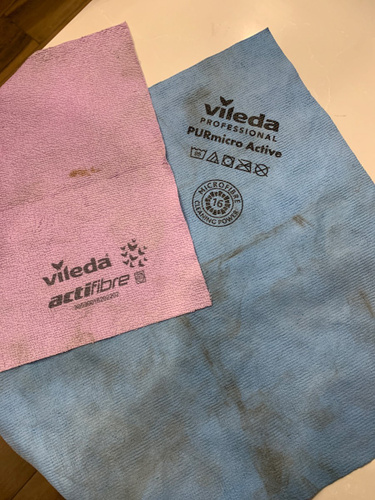 vileda
PROFESSIONAL
PURmicro Active
MICROFIBRE
16
CLEANING POWER
vileda
actifibre